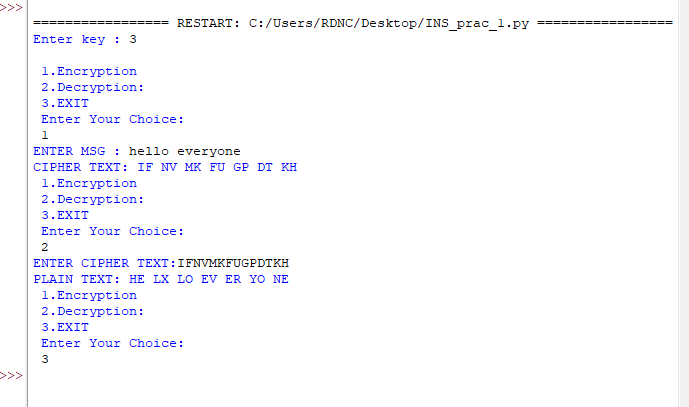 >>>
================= RESTART: C:/Users/RDNC/Desktop/INS_prac_1.py =================
Enter key : 3
1.Encryption
2.Decryption:
3.EXIT
Enter Your Choice:
1
ENTER MSG : hello everyone
CIPHER TEXT: IF NV MK FU GP DT KH
1.Encryption
2.Decryption:
3.EXIT
Enter Your Choice:
2
ENTER CIPHER TEXT:IFNVMKFUGPDTKH
PLAIN TEXT: HE LX LO EV ER YO NE
1.Encryption
2.Decryption:
3.EXIT
Enter Your Choice:
3
>>>